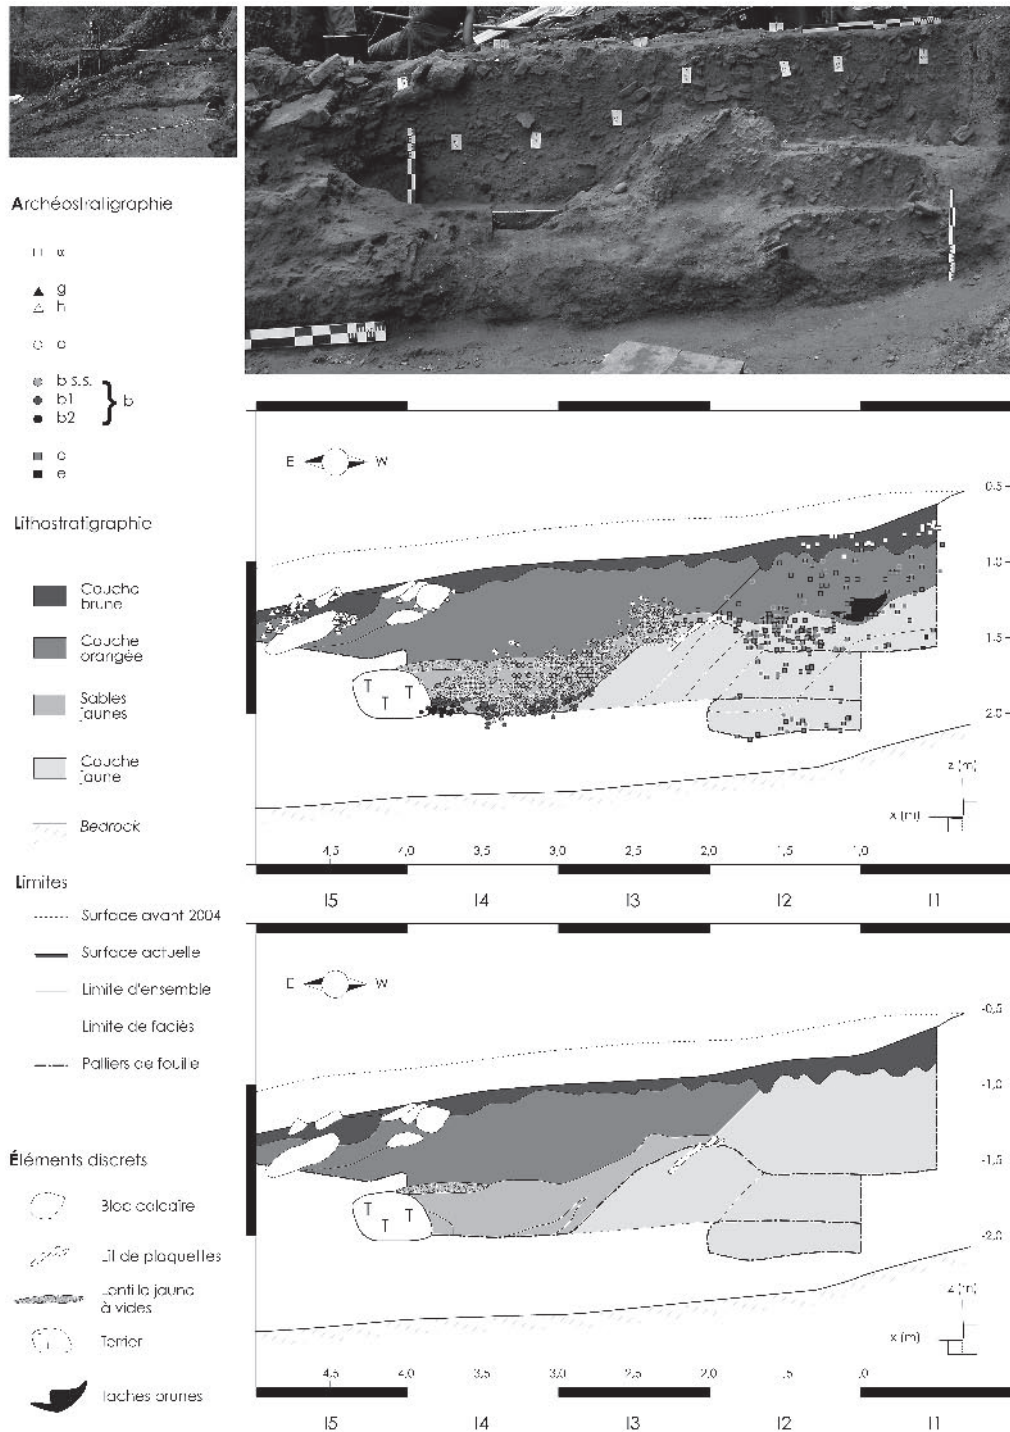 Archéostratigraphie
α
g
h
a
b s.s.
b1
b2
b
c
e
Lithostratigraphie
Couche
brune
Couche
orangée
Sables
jaunes
Couche
jaune
Bedrock
Limites
Surface avant 2004
Surface actuelle
Limite d'ensemble
Limite de faciès
Palliers de fouille
Éléments discrets
Bloc calcaire
Lit de plaquettes
Lentille jaune
à vides
Terrier
Taches brunes
E W
0.5
1.0
1.5
2.0
T T T
z (m)
x (m)
4,5 4,0 3,5 3,0 2,5 2,0 1,5 1,0
I5 I4 I3 I2 I1
E W
-0,5
-1,0
-1,5
-2,0
T T T
z (m)
x (m)
4,5 4,0 3,5 3,0 2,5 2,0 1,5 1,0
I5 I4 I3 I2 I1